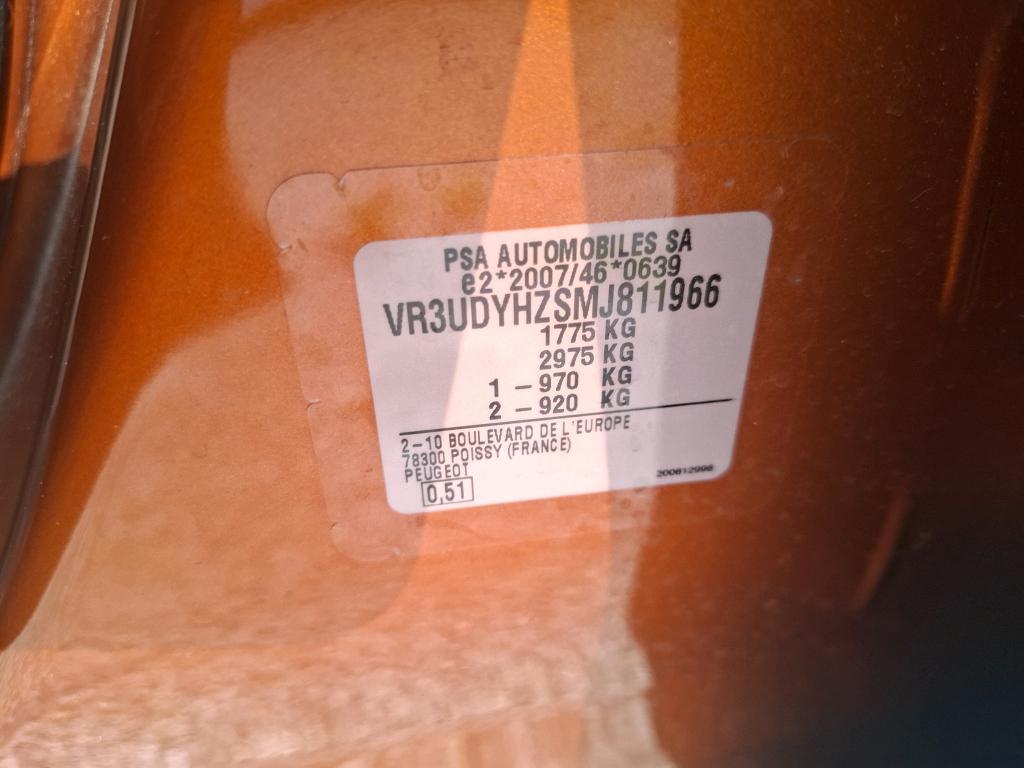 PSA AUTOMOBILES SA
e2*2007/46*0639
VR3UDYHZSMJ811966
1775 KG
2975 KG
1 – 970 KG
2 – 920 KG
2–10 BOULEVARD DE L'EUROPE
78300 POISSY (FRANCE)
PEUGEOT
0,51
200812998